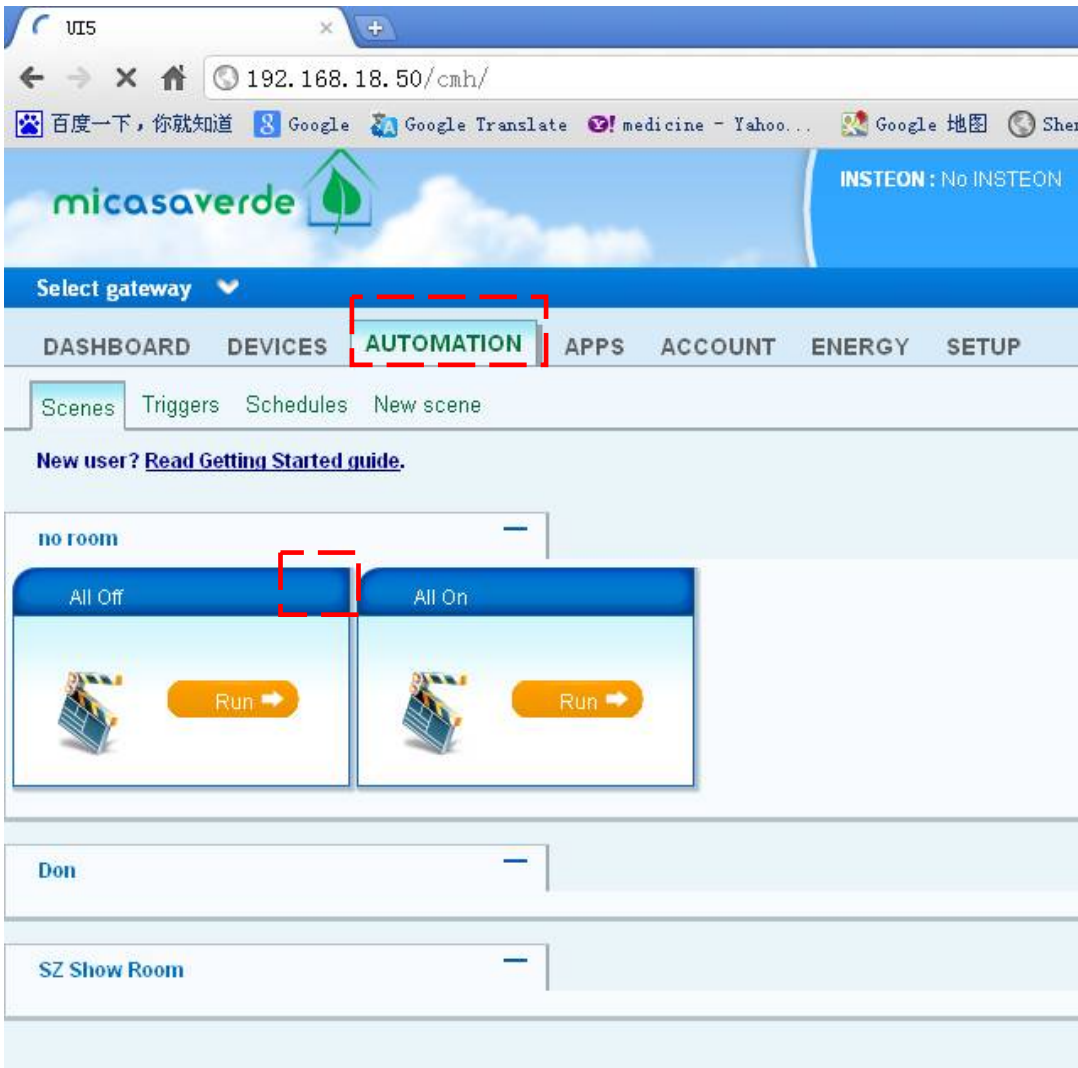 UI5
192.168.18.50/cmh/
百度一下，你就知道 Google Google Translate medicine - Yahoo... Google 地图
micasaverde
INSTEON : No INSTEON
Select gateway
DASHBOARD DEVICES AUTOMATION APPS ACCOUNT ENERGY SETUP
Scenes Triggers Schedules New scene
New user? Read Getting Started guide.
no room
All Off All On
Run Run
Don
SZ Show Room